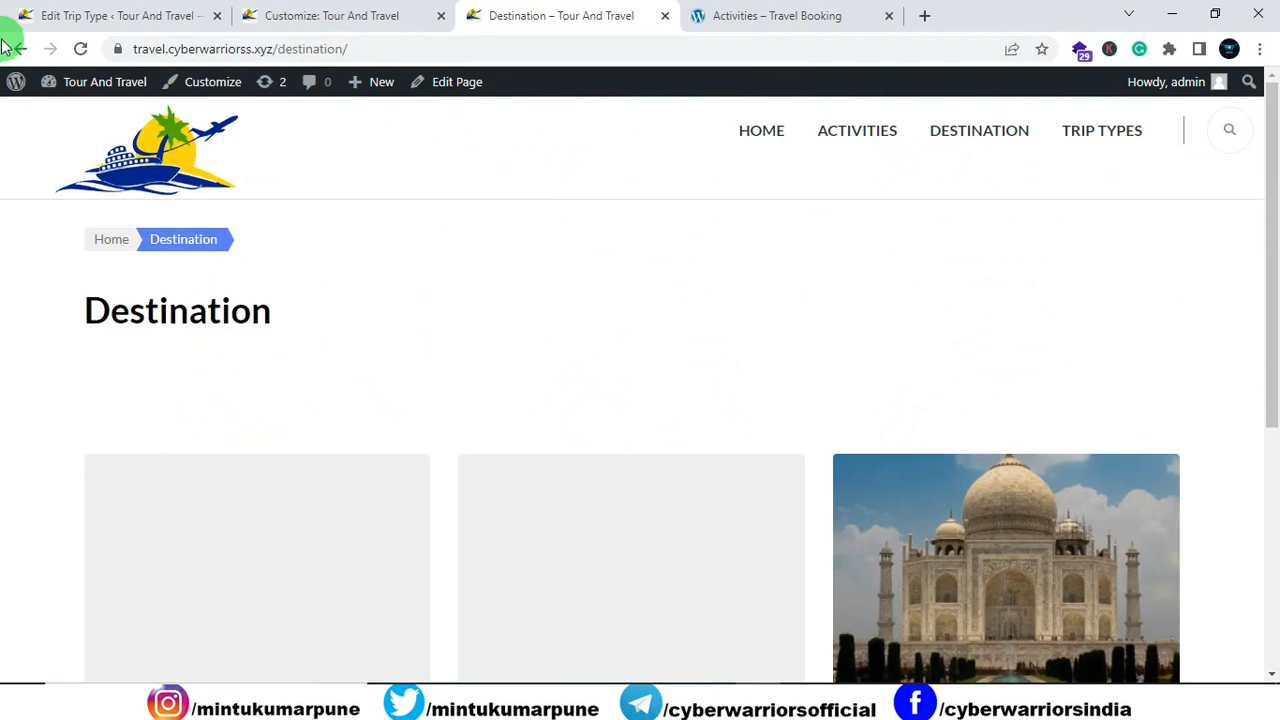 Edit Trip Type ‹ Tour And Travel –
Customize: Tour And Travel
Destination – Tour And Travel
Activities – Travel Booking
travel.cyberwarriorss.xyz/destination/
29
K
Tour And Travel
Customize
2
0
New
Edit Page
Howdy, admin
HOME
ACTIVITIES
DESTINATION
TRIP TYPES
Home
Destination
Destination
/mintukumarpune
/mintukumarpune
/cyberwarriorsofficial
/cyberwarriorsindia